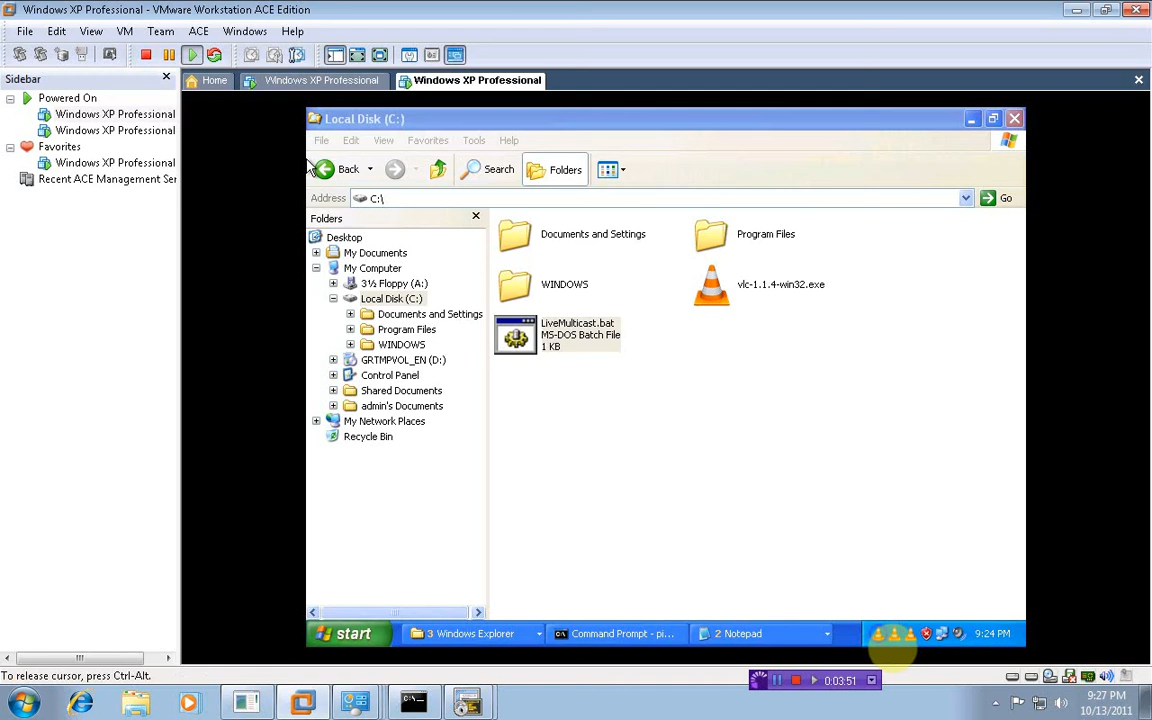 Windows XP Professional - VMware Workstation ACE Edition
File Edit View VM Team ACE Windows Help
Sidebar
Home
Windows XP Professional
Windows XP Professional
Powered On
Windows XP Professional
Windows XP Professional
Favorites
Windows XP Professional
Recent ACE Management Ser
Local Disk (C:)
File Edit View Favorites Tools Help
Back Search Folders
Address C:\ Go
Folders
Desktop
My Documents
My Computer
3½ Floppy (A:)
Local Disk (C:)
Documents and Settings
Program Files
WINDOWS
GRTMPVOL_EN (D:)
Control Panel
Shared Documents
admin's Documents
My Network Places
Recycle Bin
Documents and Settings
Program Files
WINDOWS
vlc-1.1.4-win32.exe
LiveMulticast.bat
MS-DOS Batch File
1 KB
start 3 Windows Explorer Command Prompt - pi... 2 Notepad 9:24 PM
To release cursor, press Ctrl-Alt.
0:03:51
9:27 PM
10/13/2011